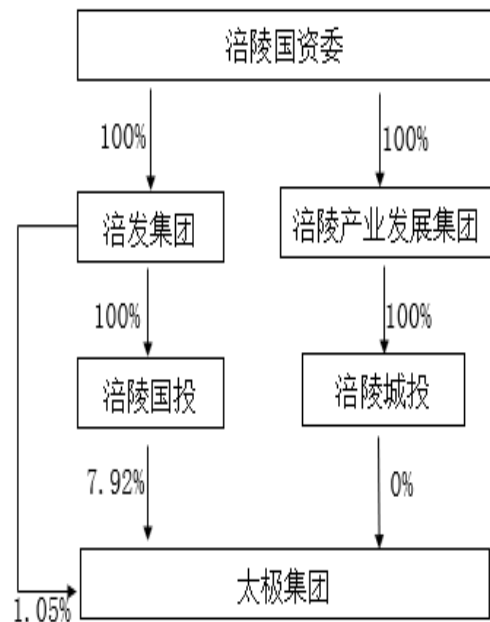 涪陵国资委
100%
100%
涪发集团
涪陵产业发展集团
100%
100%
涪陵国投
涪陵城投
7.92%
0%
太极集团
1.05%